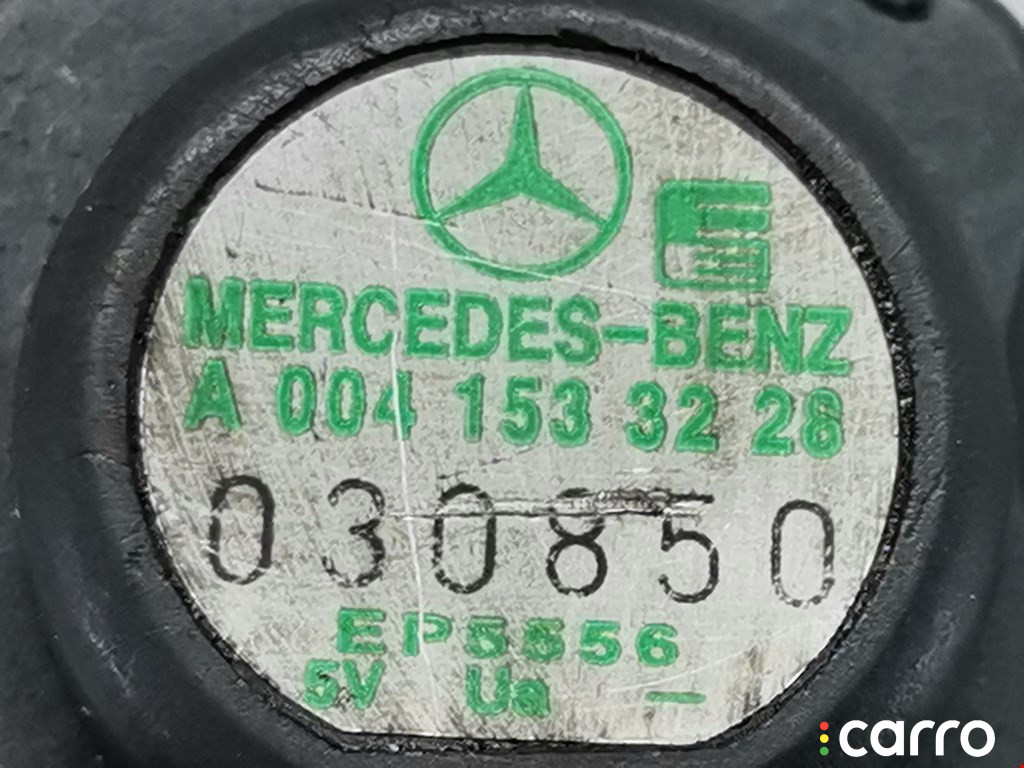 MERCEDES-BENZ
A 004 153 32 28
030850
EP5556
5V Ua –
carro